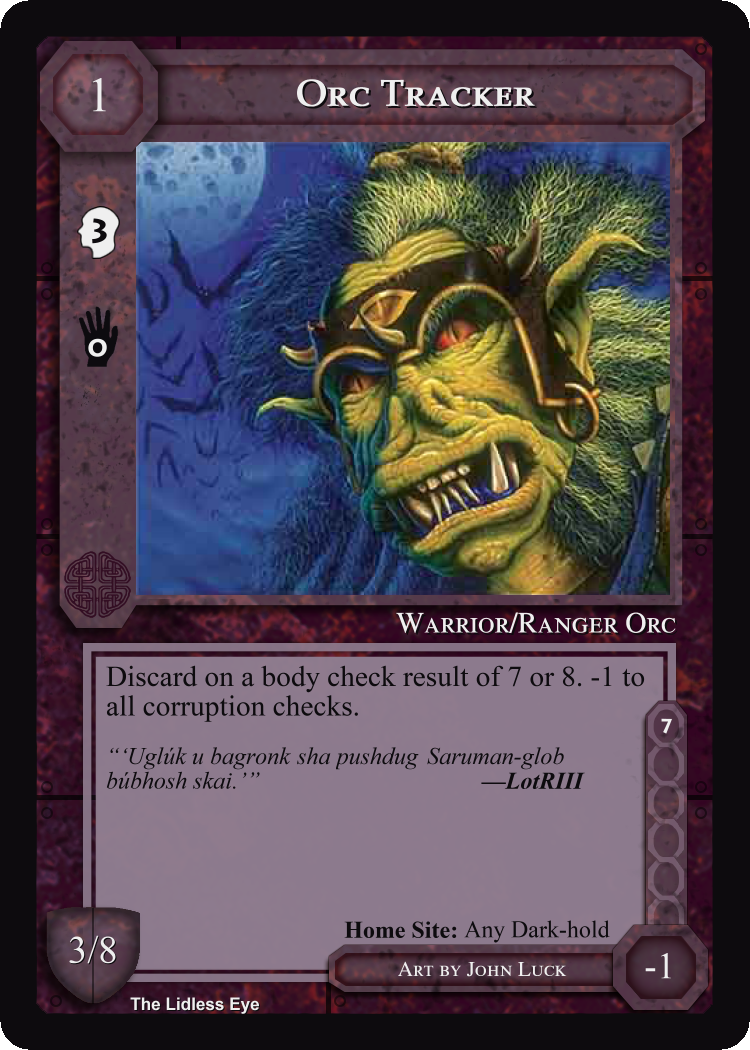 1
Orc Tracker
3
0
Warrior/Ranger Orc
Discard on a body check result of 7 or 8. -1 to
all corruption checks.
“‘Uglúk u bagronk sha pushdug Saruman-glob
búbhosh skai.’” —LotRIII
7
Home Site: Any Dark-hold
3/8
Art by John Luck
-1
The Lidless Eye